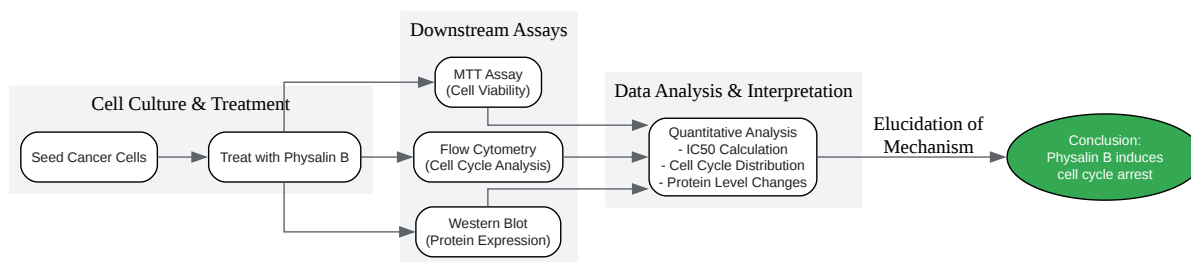 Cell Culture & Treatment
Seed Cancer Cells
Treat with Physalin B
Downstream Assays
MTT Assay
(Cell Viability)
Flow Cytometry
(Cell Cycle Analysis)
Western Blot
(Protein Expression)
Data Analysis & Interpretation
Quantitative Analysis
- IC50 Calculation
- Cell Cycle Distribution
- Protein Level Changes
Elucidation of
Mechanism
Conclusion:
Physalin B induces
cell cycle arrest